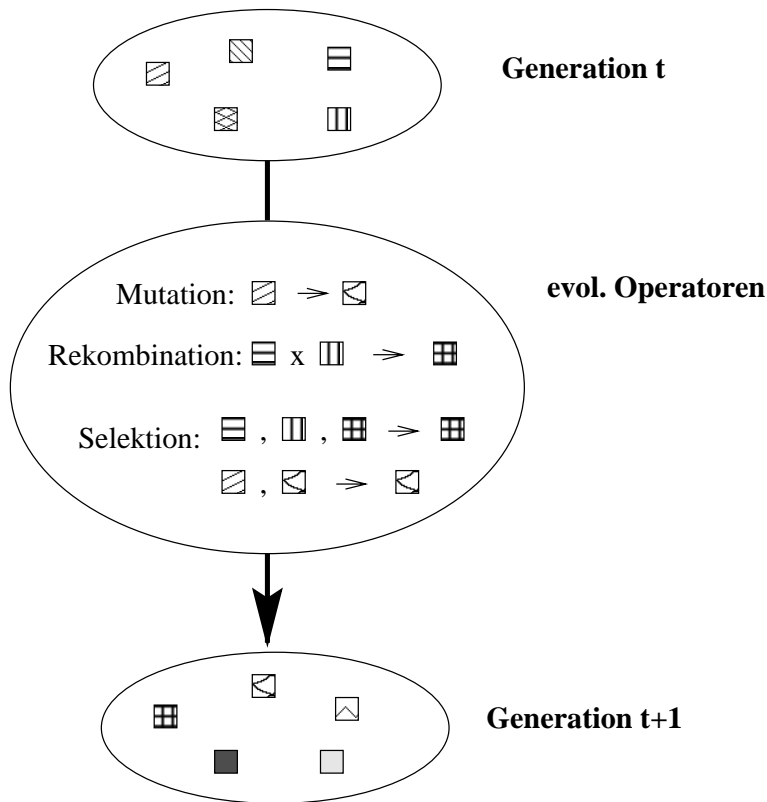 Generation t
evol. Operatoren
Mutation:
Rekombination: x
Selektion: , ,
,
Generation t+1